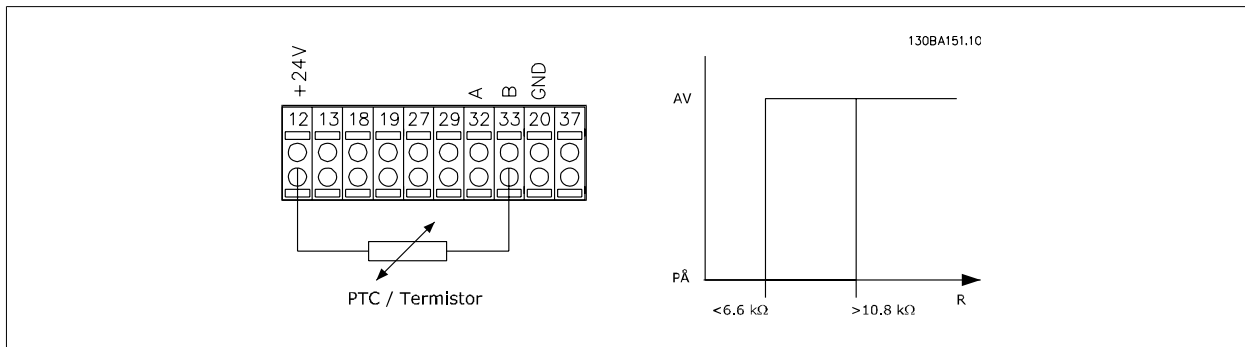 130BA151.10
+24V
A
B
GND
12 13 18 19 27 29 32 33 20 37
PTC / Termistor
AV
PÅ
R
<6.6 kΩ
>10.8 kΩ